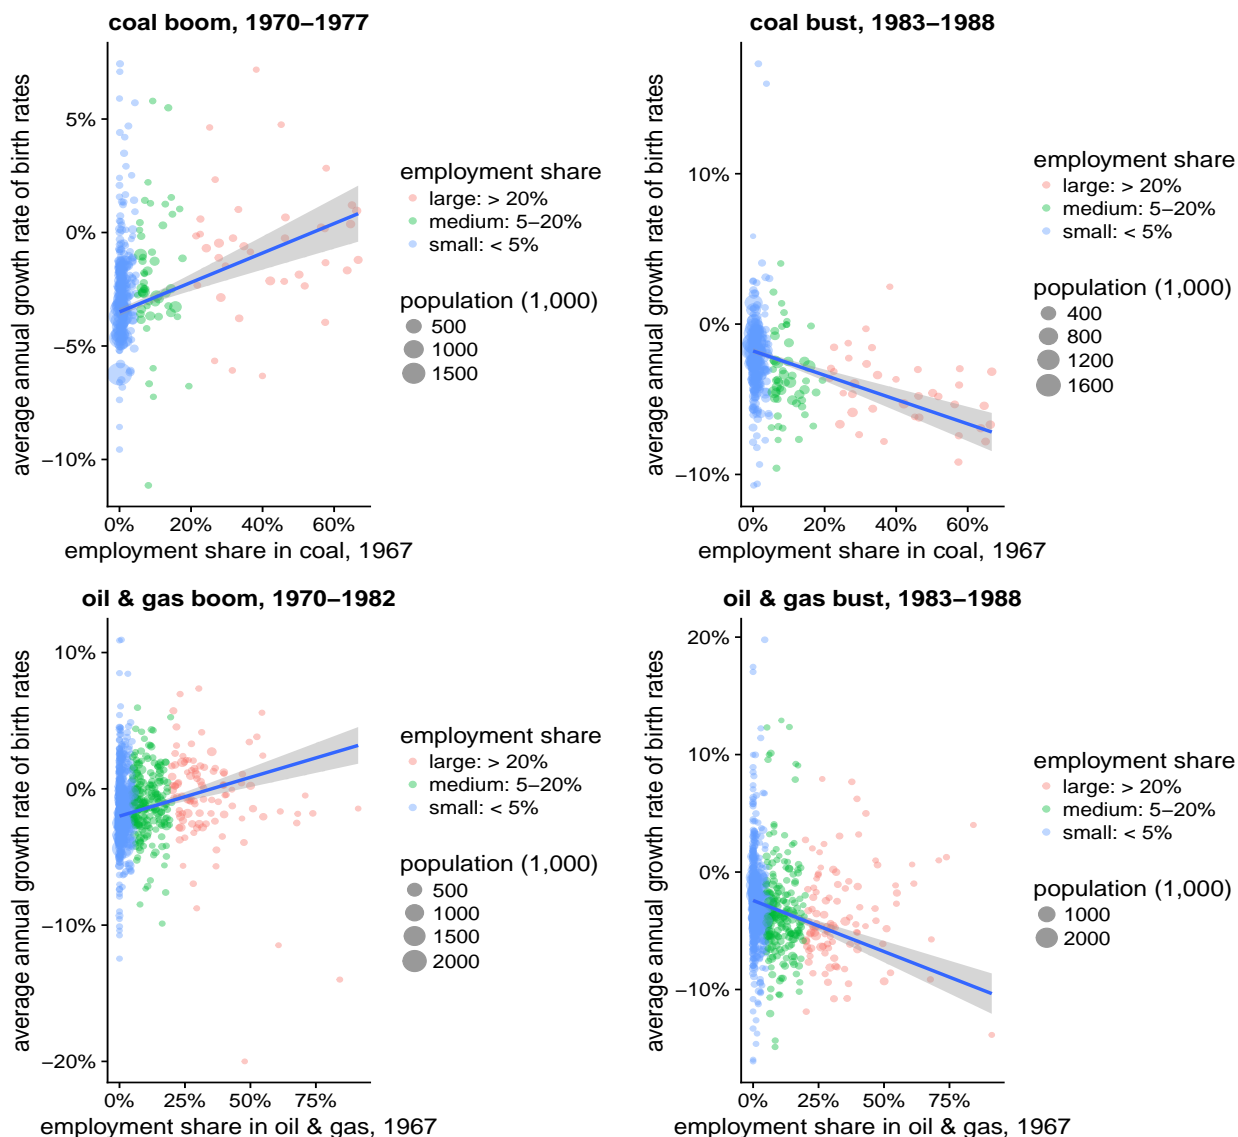 coal boom, 1970–1977
average annual growth rate of birth rates
5%
0%
−5%
−10%
0% 20% 40% 60%
employment share in coal, 1967
employment share
large: > 20%
medium: 5–20%
small: < 5%
population (1,000)
500
1000
1500
coal bust, 1983–1988
average annual growth rate of birth rates
10%
0%
−10%
0% 20% 40% 60%
employment share in coal, 1967
employment share
large: > 20%
medium: 5–20%
small: < 5%
population (1,000)
400
800
1200
1600
oil & gas boom, 1970–1982
average annual growth rate of birth rates
10%
0%
−10%
−20%
0% 25% 50% 75%
employment share in oil & gas, 1967
employment share
large: > 20%
medium: 5–20%
small: < 5%
population (1,000)
500
1000
1500
2000
oil & gas bust, 1983–1988
average annual growth rate of birth rates
20%
10%
0%
−10%
0% 25% 50% 75%
employment share in oil & gas, 1967
employment share
large: > 20%
medium: 5–20%
small: < 5%
population (1,000)
1000
2000